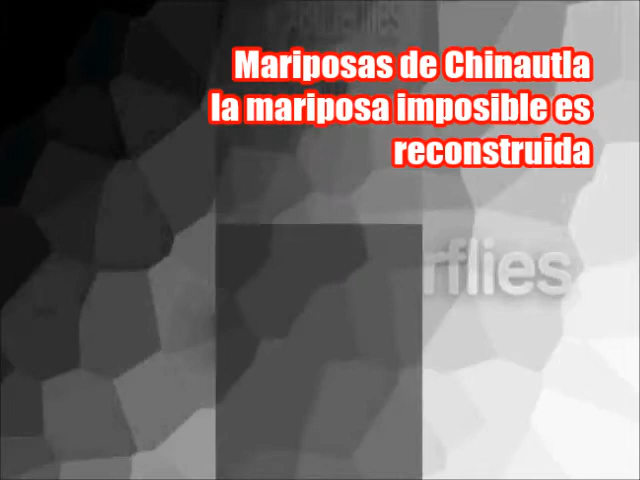 Mariposas de Chinautla
la mariposa imposible es
reconstruida
rflies